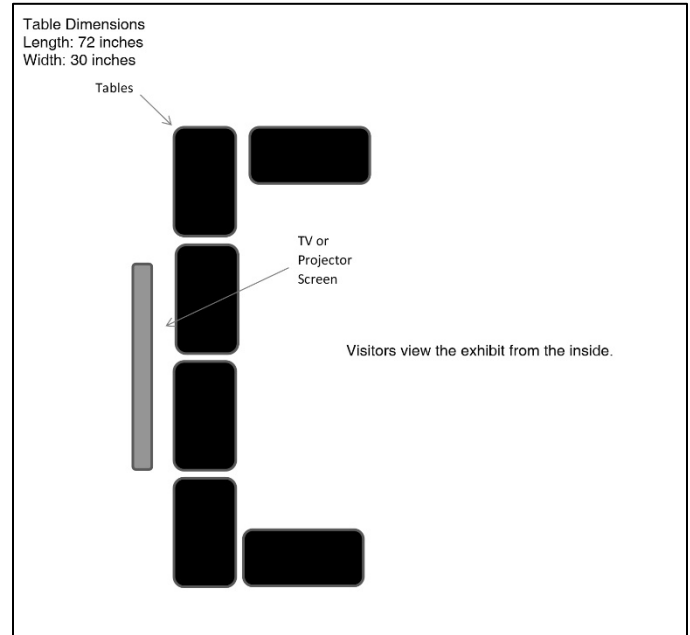 Table Dimensions
Length: 72 inches
Width: 30 inches
Tables
TV or
Projector
Screen
Visitors view the exhibit from the inside.